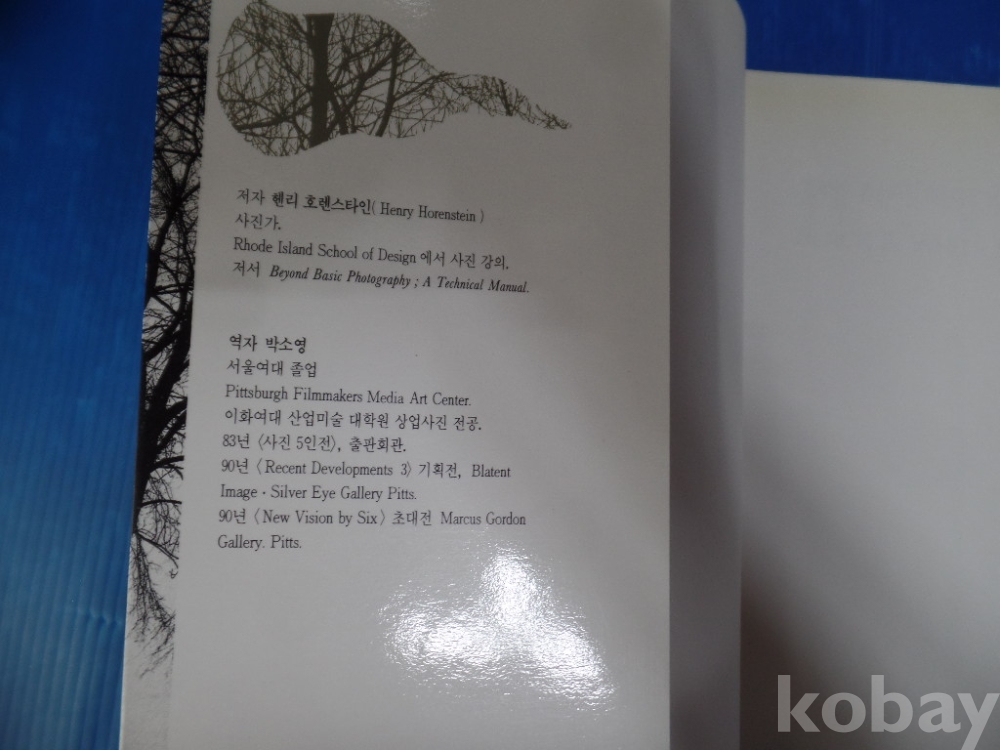 저자 헨리 호렌스타인( Henry Horenstein )
사진가.
Rhode Island School of Design 에서 사진 강의.
저서 Beyond Basic Photography ; A Technical Manual.
역자 박소영
서울여대 졸업
Pittsburgh Filmmakers Media Art Center.
이화여대 산업미술 대학원 상업사진 전공.
83년 〈사진 5인전〉, 출판회관.
90년 〈Recent Developments 3〉 기획전, Blatent
Image · Silver Eye Gallery Pitts.
90년 〈New Vision by Six〉 초대전 Marcus Gordon
Gallery. Pitts.
kobay